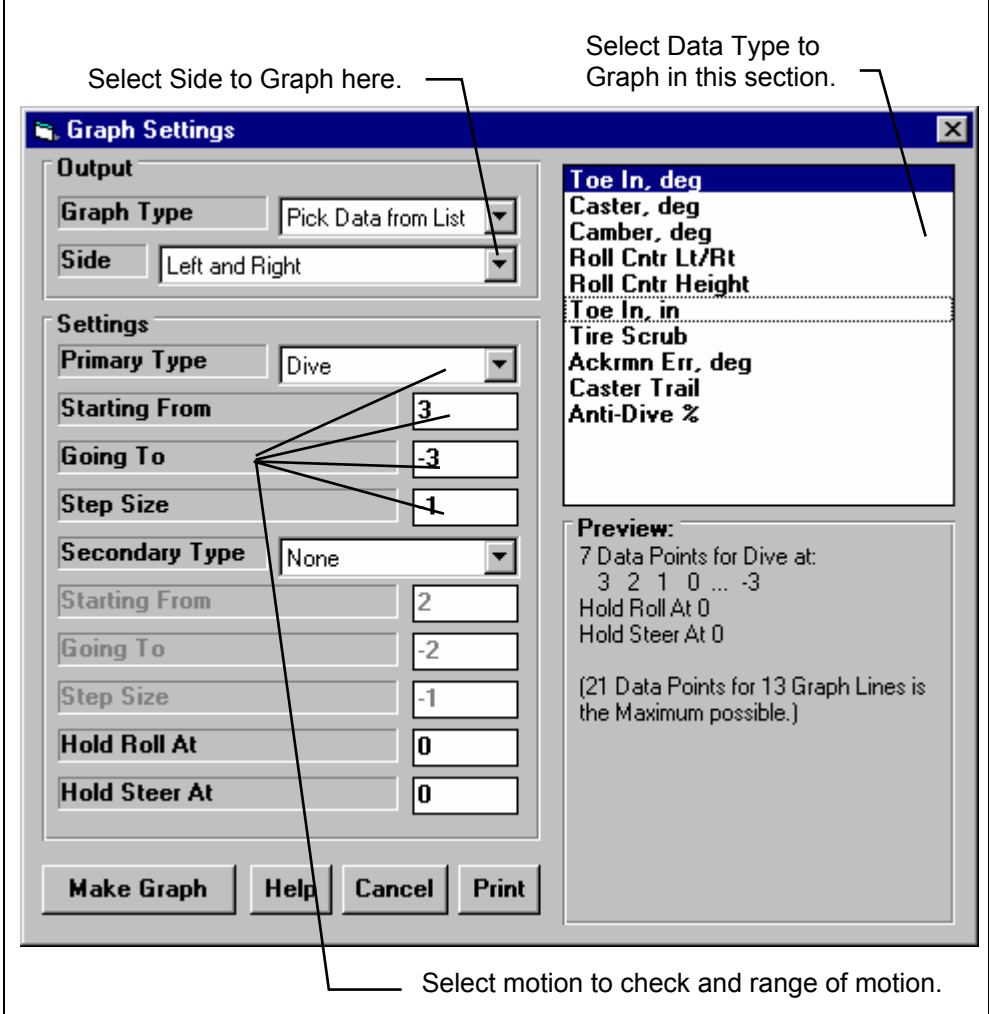 Select Side to Graph here.
Select Data Type to
Graph in this section.
Graph Settings
Output
Graph Type Pick Data from List
Side Left and Right
Settings
Primary Type Dive
Starting From 3
Going To -3
Step Size -1
Secondary Type None
Starting From 2
Going To -2
Step Size -1
Hold Roll At 0
Hold Steer At 0
Make Graph Help Cancel Print
Toe In, deg
Caster, deg
Camber, deg
Roll Cntr Lt/Rt
Roll Cntr Height
Toe In, in
Tire Scrub
Ackrmn Err, deg
Caster Trail
Anti-Dive %
Preview:
7 Data Points for Dive at:
3 2 1 0 ... -3
Hold Roll At 0
Hold Steer At 0
(21 Data Points for 13 Graph Lines is
the Maximum possible.)
Select motion to check and range of motion.